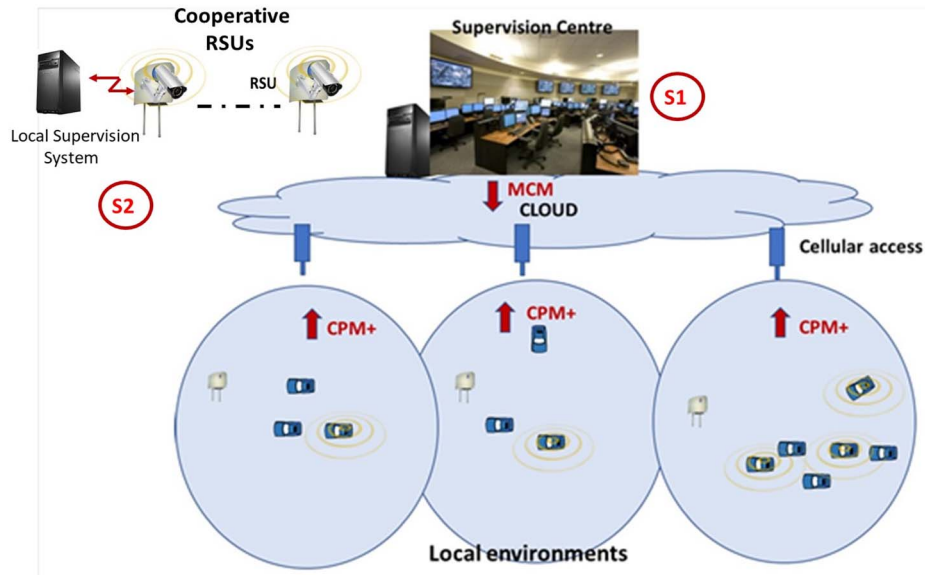 Cooperative
RSUs
Supervision Centre
RSU
S1
Local Supervision
System
S2
MCM
CLOUD
Cellular access
CPM+
CPM+
CPM+
Local environments